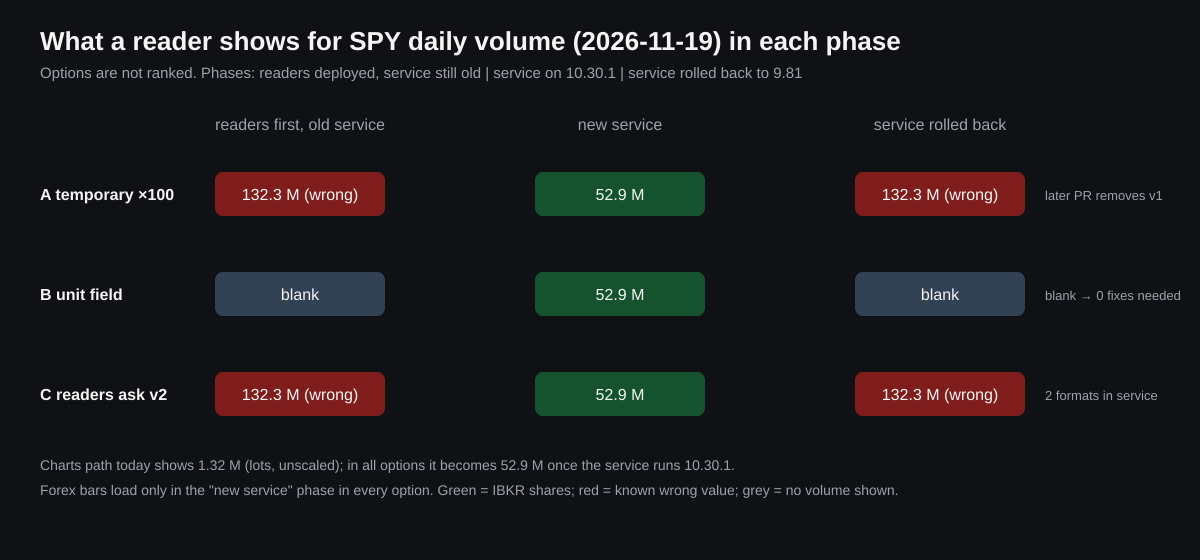 What a reader shows for SPY daily volume (2026-11-19) in each phase
Options are not ranked. Phases: readers deployed, service still old | service on 10.30.1 | service rolled back to 9.81
readers first, old service
new service
service rolled back
A temporary ×100
132.3 M (wrong)
52.9 M
132.3 M (wrong)
later PR removes v1
B unit field
blank
52.9 M
blank
blank → 0 fixes needed
C readers ask v2
132.3 M (wrong)
52.9 M
132.3 M (wrong)
2 formats in service
Charts path today shows 1.32 M (lots, unscaled); in all options it becomes 52.9 M once the service runs 10.30.1.
Forex bars load only in the "new service" phase in every option. Green = IBKR shares; red = known wrong value; grey = no volume shown.